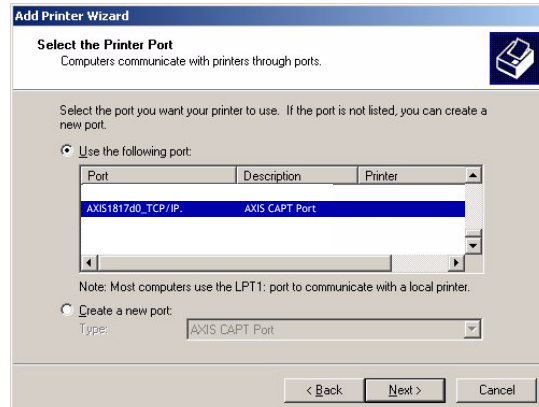 Add Printer Wizard
Select the Printer Port
Computers communicate with printers through ports.
Select the port you want your printer to use. If the port is not listed, you can create a
new port.
Use the following port:
Port Description Printer
AXIS1817d0_TCP/IP. AXIS CAPT Port
Note: Most computers use the LPT1: port to communicate with a local printer.
Create a new port:
Type: AXIS CAPT Port
< Back Next > Cancel